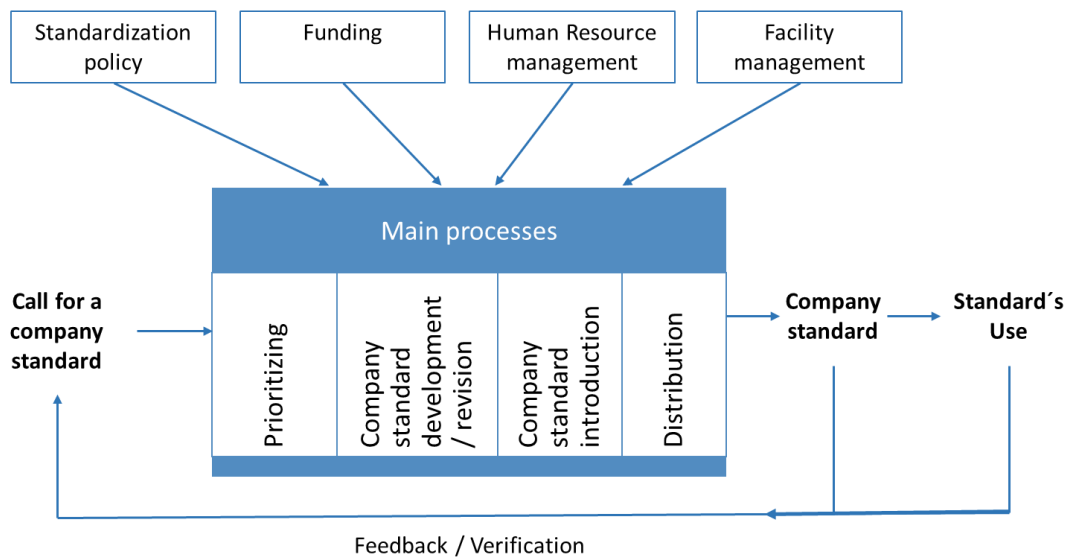 Standardization
policy
Funding
Human Resource
management
Facility
management
Main processes
Call for a
company
standard
Prioritizing
Company
standard
development
/ revision
Company
standard
introduction
Distribution
Company
standard
Standard´s
Use
Feedback / Verification